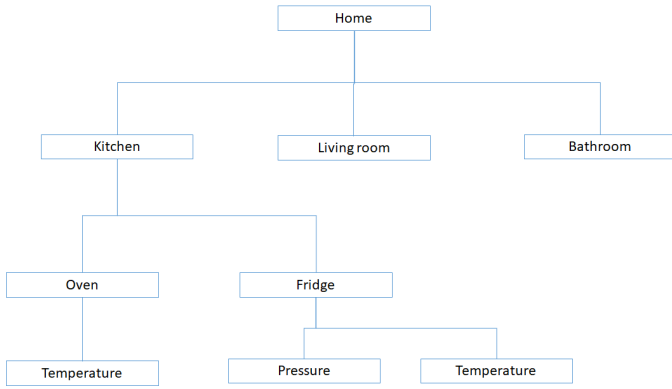 Home
Kitchen
Living room
Bathroom
Oven
Fridge
Temperature
Pressure
Temperature